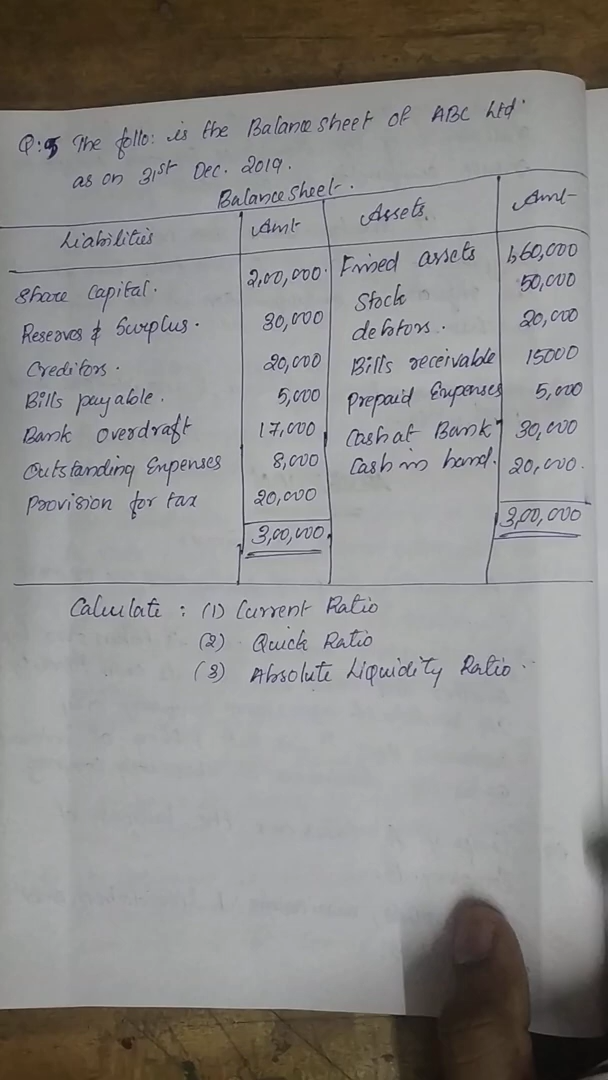 Q:5 The follo: is the Balance sheet of ABC Ltd.
as on 31st Dec. 2019.
Balance sheet.
Liabilities Amt Assets. Amt
Share Capital. 2,00,000. Fixed assets 1,60,000
Reserves & Surplus. 30,000 Stock 50,000
Creditors. 20,000 debtors. 20,000
Bills payable. 5,000 Bills receivable 15000
Bank overdraft 17,000 Prepaid Expenses 5,000
Outstanding Expenses 8,000 Cash at Bank 30,000
Provision for tax 20,000 Cash in hand. 20,000.
3,00,000. 3,00,000
Calculate : (1) Current Ratio
(2) Quick Ratio
(3) Absolute Liquidity Ratio..